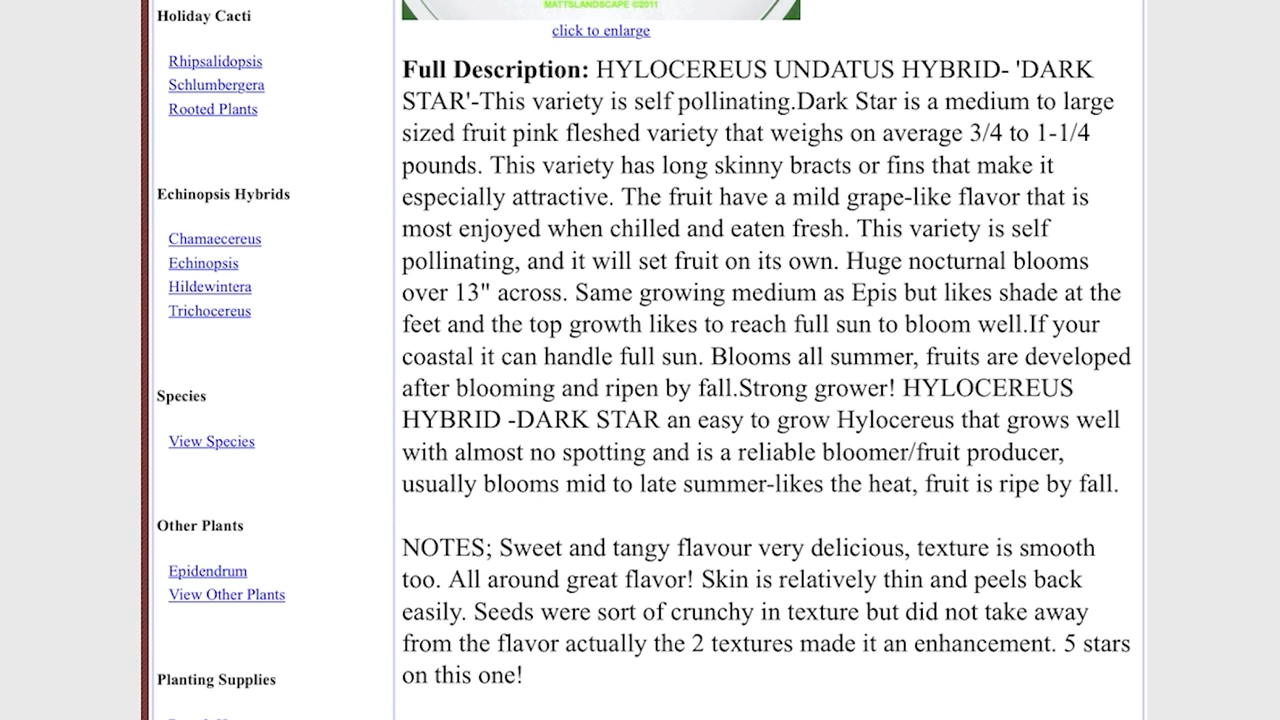 MATTSLANDSCAPE ©2011
click to enlarge
Holiday Cacti
Rhipsalidopsis
Schlumbergera
Rooted Plants
Echinopsis Hybrids
Chamaecereus
Echinopsis
Hildewintera
Trichocereus
Species
View Species
Other Plants
Epidendrum
View Other Plants
Planting Supplies
Full Description: HYLOCEREUS UNDATUS HYBRID- 'DARK
STAR'-This variety is self pollinating.Dark Star is a medium to large
sized fruit pink fleshed variety that weighs on average 3/4 to 1-1/4
pounds. This variety has long skinny bracts or fins that make it
especially attractive. The fruit have a mild grape-like flavor that is
most enjoyed when chilled and eaten fresh. This variety is self
pollinating, and it will set fruit on its own. Huge nocturnal blooms
over 13" across. Same growing medium as Epis but likes shade at the
feet and the top growth likes to reach full sun to bloom well.If your
coastal it can handle full sun. Blooms all summer, fruits are developed
after blooming and ripen by fall.Strong grower! HYLOCEREUS
HYBRID -DARK STAR an easy to grow Hylocereus that grows well
with almost no spotting and is a reliable bloomer/fruit producer,
usually blooms mid to late summer-likes the heat, fruit is ripe by fall.
NOTES; Sweet and tangy flavour very delicious, texture is smooth
too. All around great flavor! Skin is relatively thin and peels back
easily. Seeds were sort of crunchy in texture but did not take away
from the flavor actually the 2 textures made it an enhancement. 5 stars
on this one!